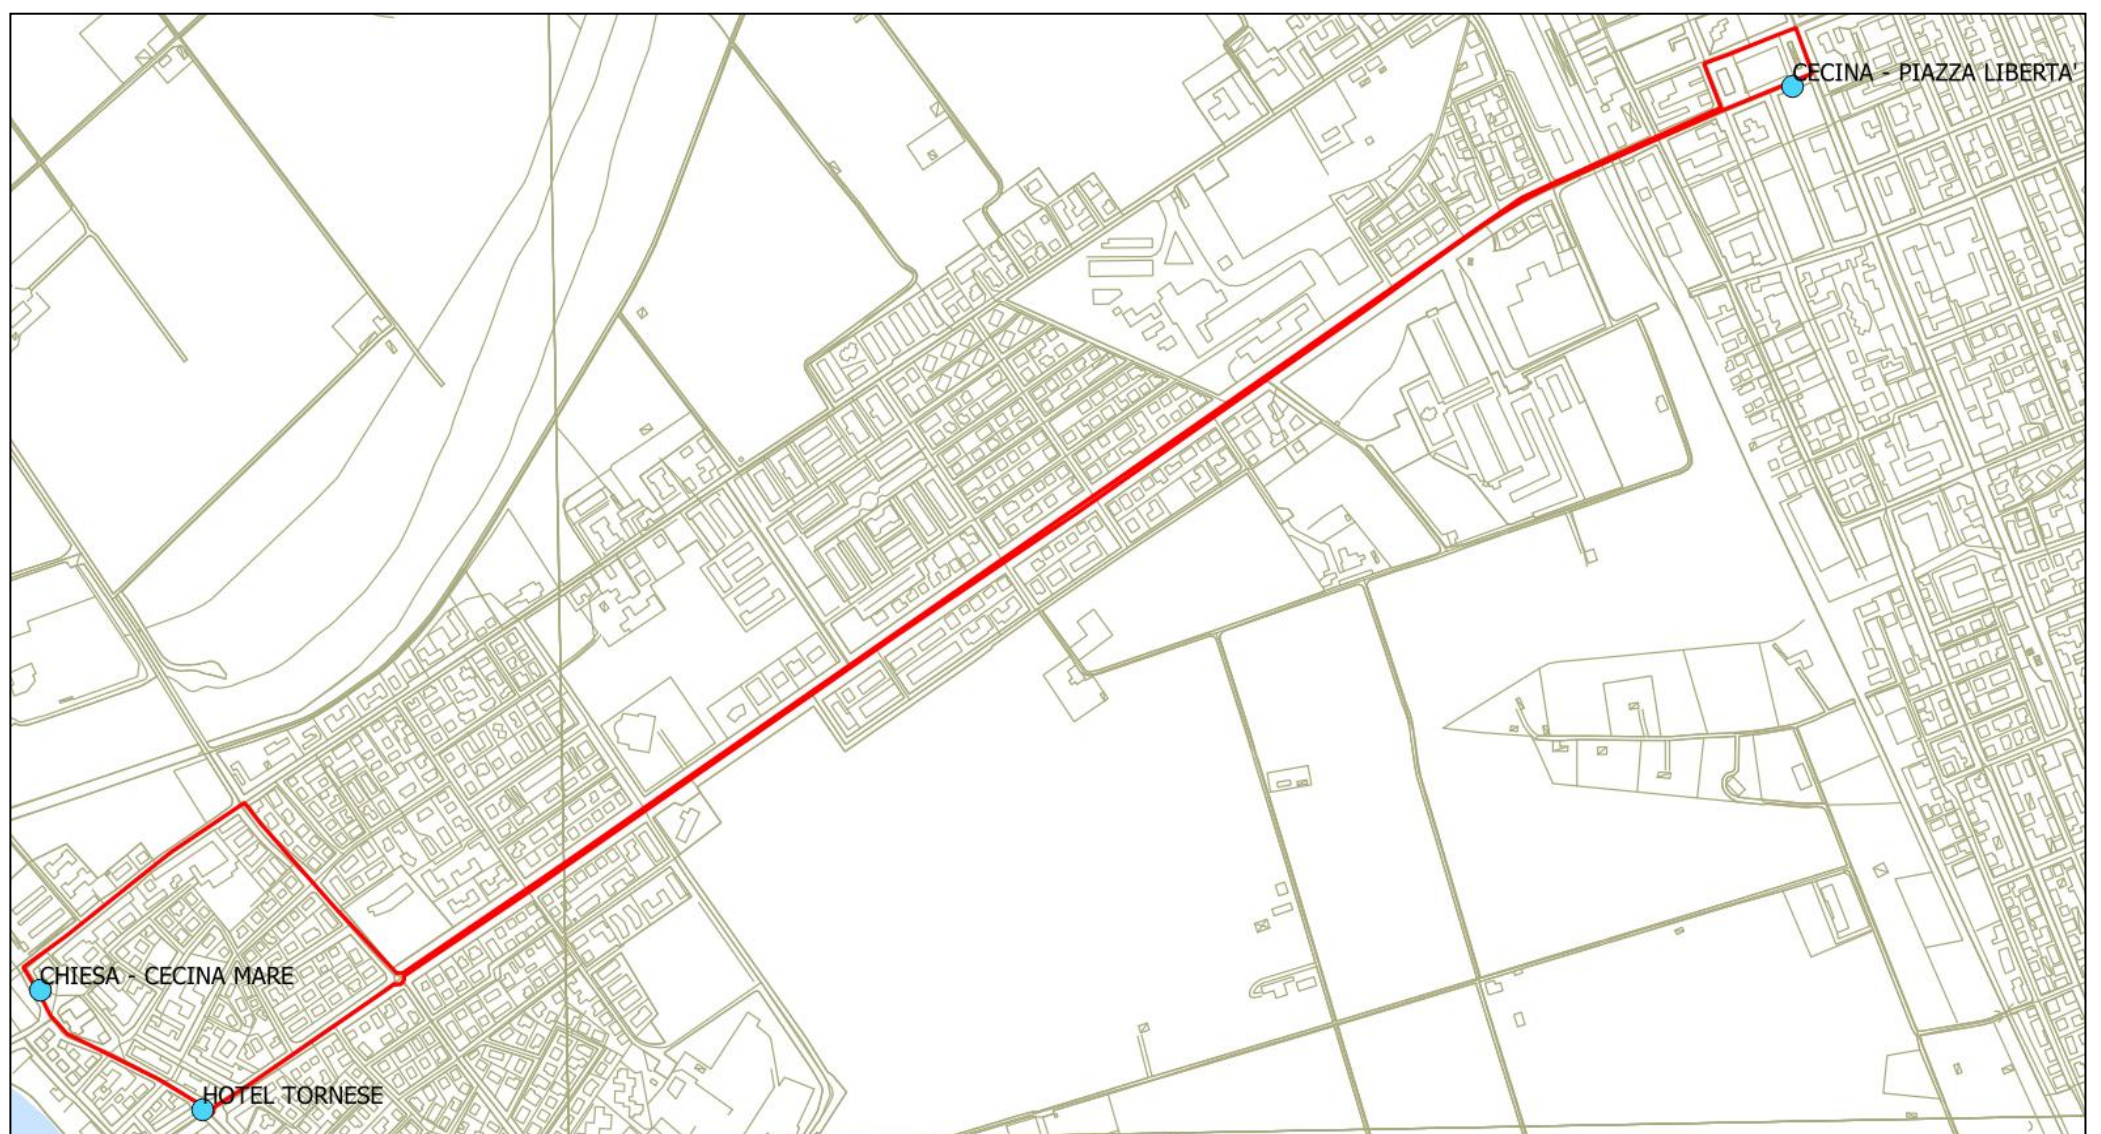 CECINA - PIAZZA LIBERTA'
CHIESA - CECINA MARE
HOTEL TORNESE